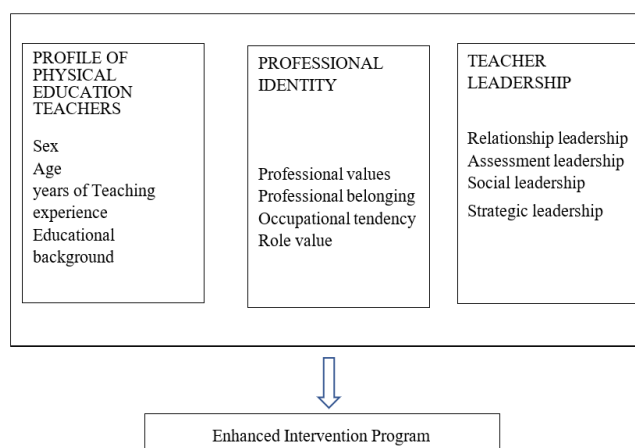 PROFILE OF
PHYSICAL
EDUCATION
TEACHERS
Sex
Age
years of Teaching
experience
Educational
background
PROFESSIONAL
IDENTITY
Professional values
Professional belonging
Occupational tendency
Role value
TEACHER
LEADERSHIP
Relationship leadership
Assessment leadership
Social leadership
Strategic leadership
Enhanced Intervention Program